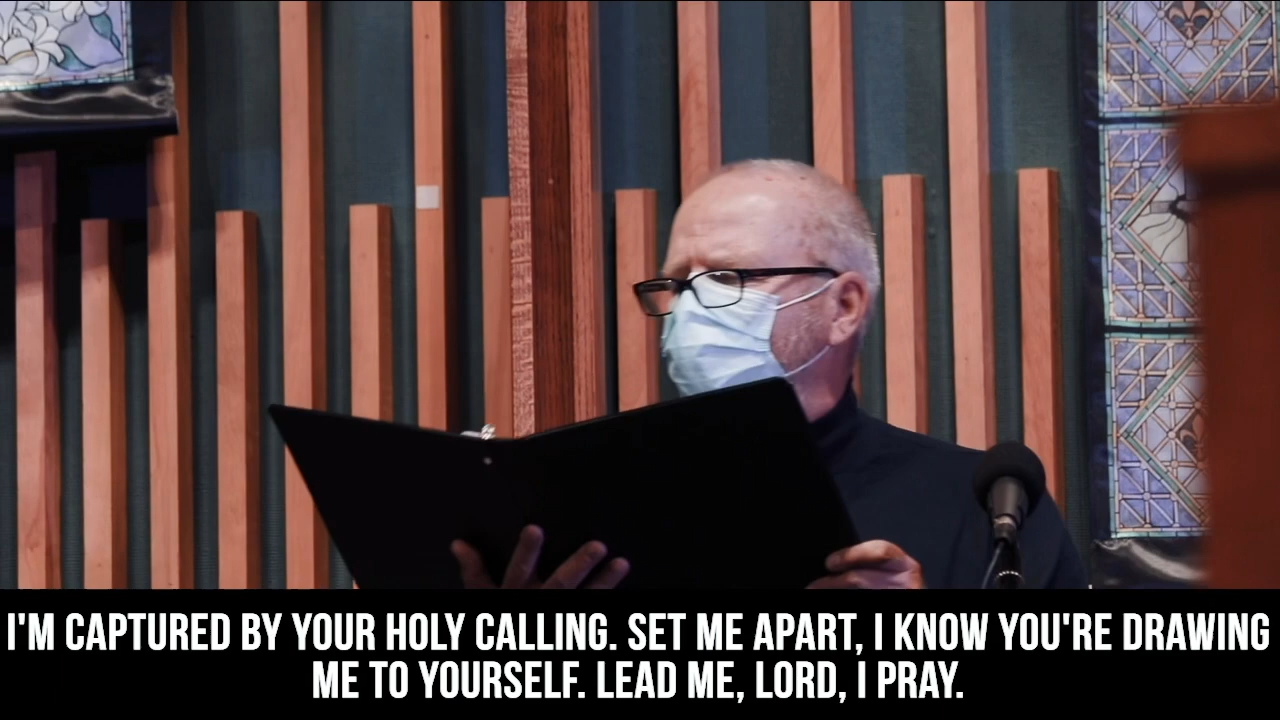 I'M CAPTURED BY YOUR HOLY CALLING. SET ME APART, I KNOW YOU'RE DRAWING
ME TO YOURSELF. LEAD ME, LORD, I PRAY.